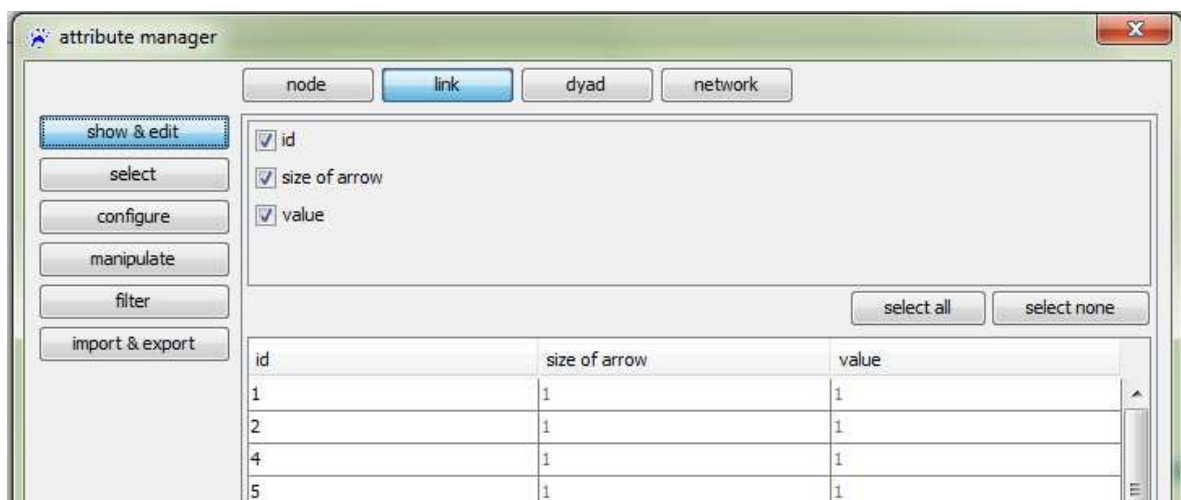 attribute manager
node link dyad network
show & edit
select
configure
manipulate
filter
import & export
id
size of arrow
value
select all select none
id size of arrow value
1 1 1
2 1 1
4 1 1
5 1 1